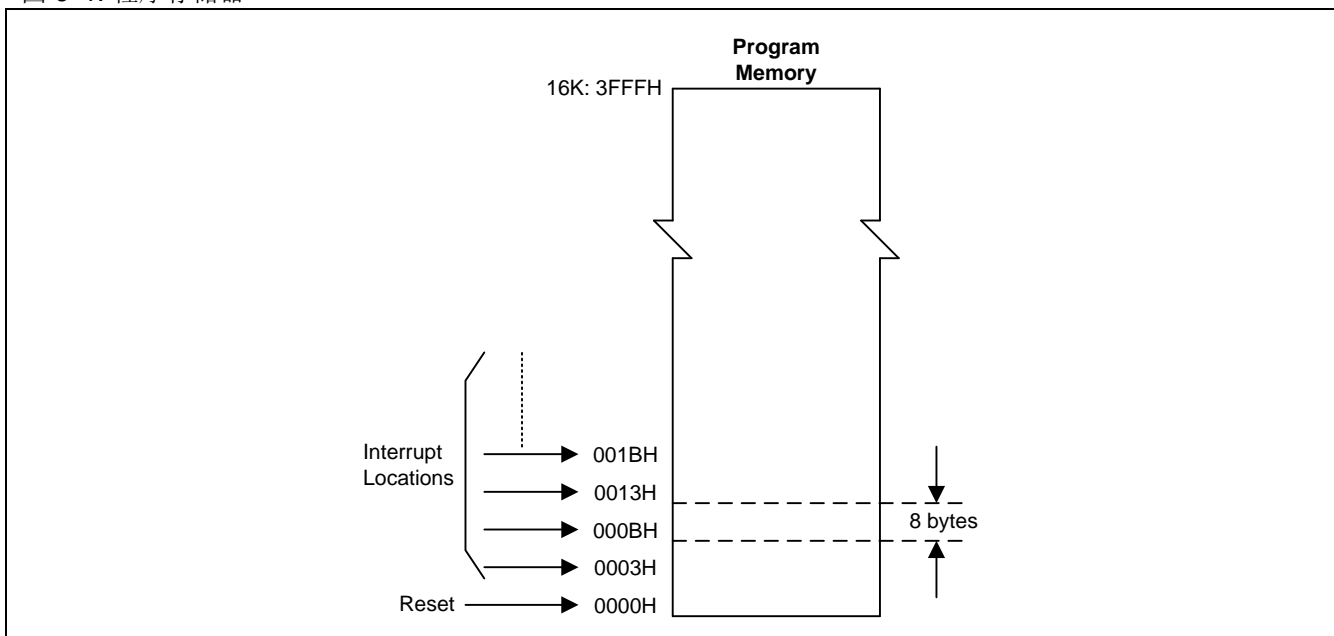 Program
Memory
16K: 3FFFH
Interrupt
Locations
001BH
0013H
000BH
8 bytes
0003H
Reset
0000H